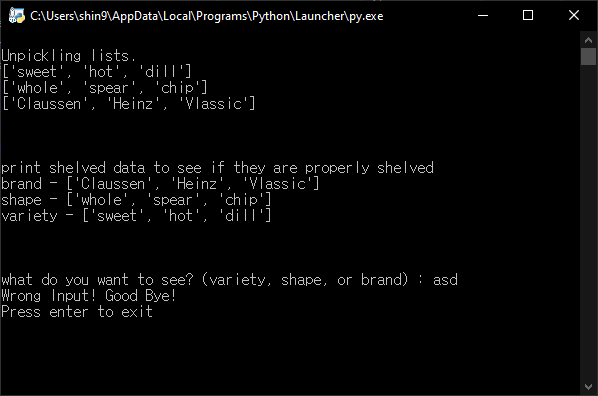 C:\Users\shin9\AppData\Local\Programs\Python\Launcher\py.exe
Unpickling lists.
['sweet', 'hot', 'dill']
['whole', 'spear', 'chip']
['Claussen', 'Heinz', 'Vlassic']
print shelved data to see if they are properly shelved
brand - ['Claussen', 'Heinz', 'Vlassic']
shape - ['whole', 'spear', 'chip']
variety - ['sweet', 'hot', 'dill']
what do you want to see? (variety, shape, or brand) : asd
Wrong Input! Good Bye!
Press enter to exit